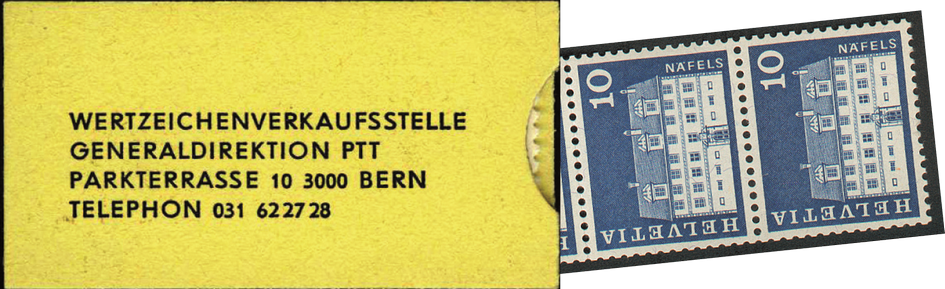 WERTZEICHENVERKAUFSSTELLE
GENERALDIREKTION PTT
PARKTERRASSE 10 3000 BERN
TELEPHON 031 622728
10
NÄFELS
HELVETIA
10
NÄFELS
HELVETIA